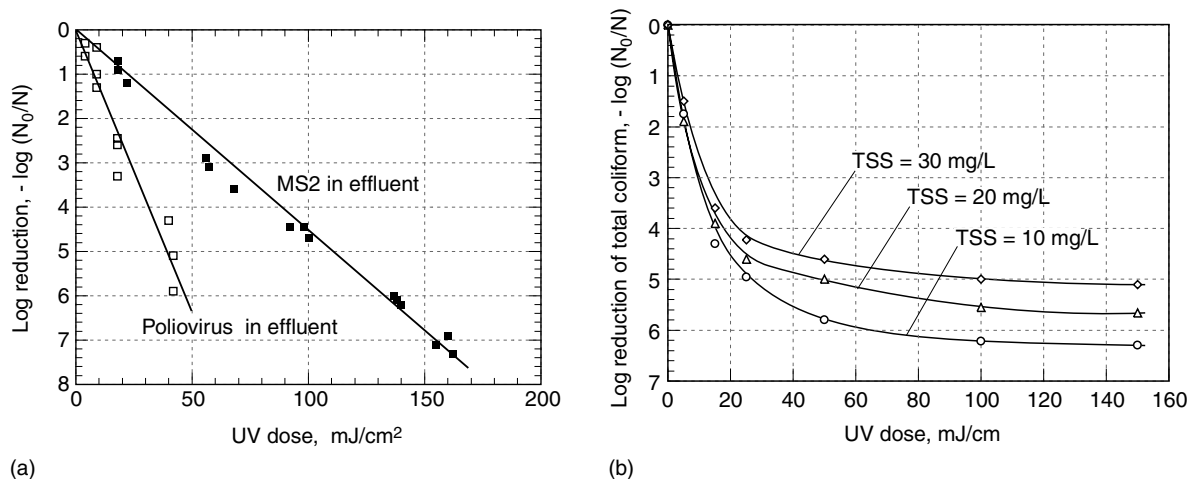 Log reduction, - log (N₀/N)
0
1
2
3
4
5
6
7
8
MS2 in effluent
Poliovirus in effluent
0
50
100
150
200
UV dose, mJ/cm²
(a)
Log reduction of total coliform, - log (N₀/N)
0
1
2
3
4
5
6
7
TSS = 30 mg/L
TSS = 20 mg/L
TSS = 10 mg/L
0
20
40
60
80
100
120
140
160
UV dose, mJ/cm
(b)